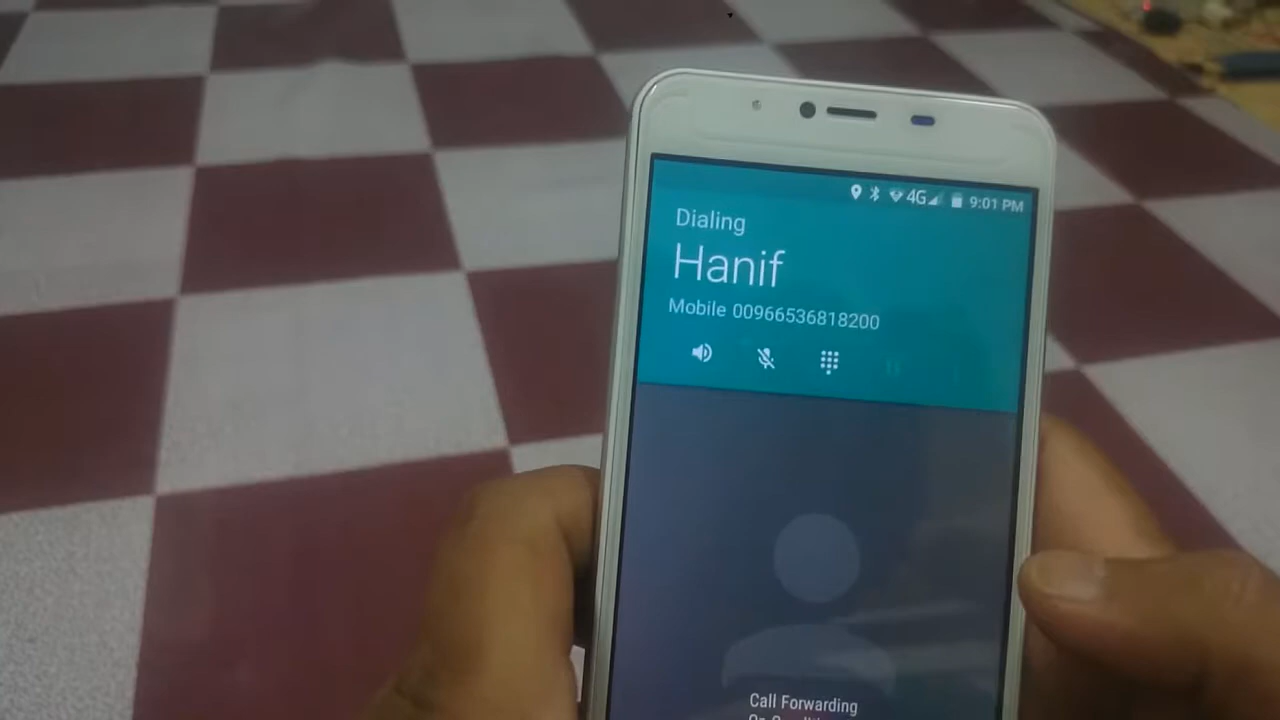 4G 9:01 PM
Dialing
Hanif
Mobile 00966536818200
Call Forwarding